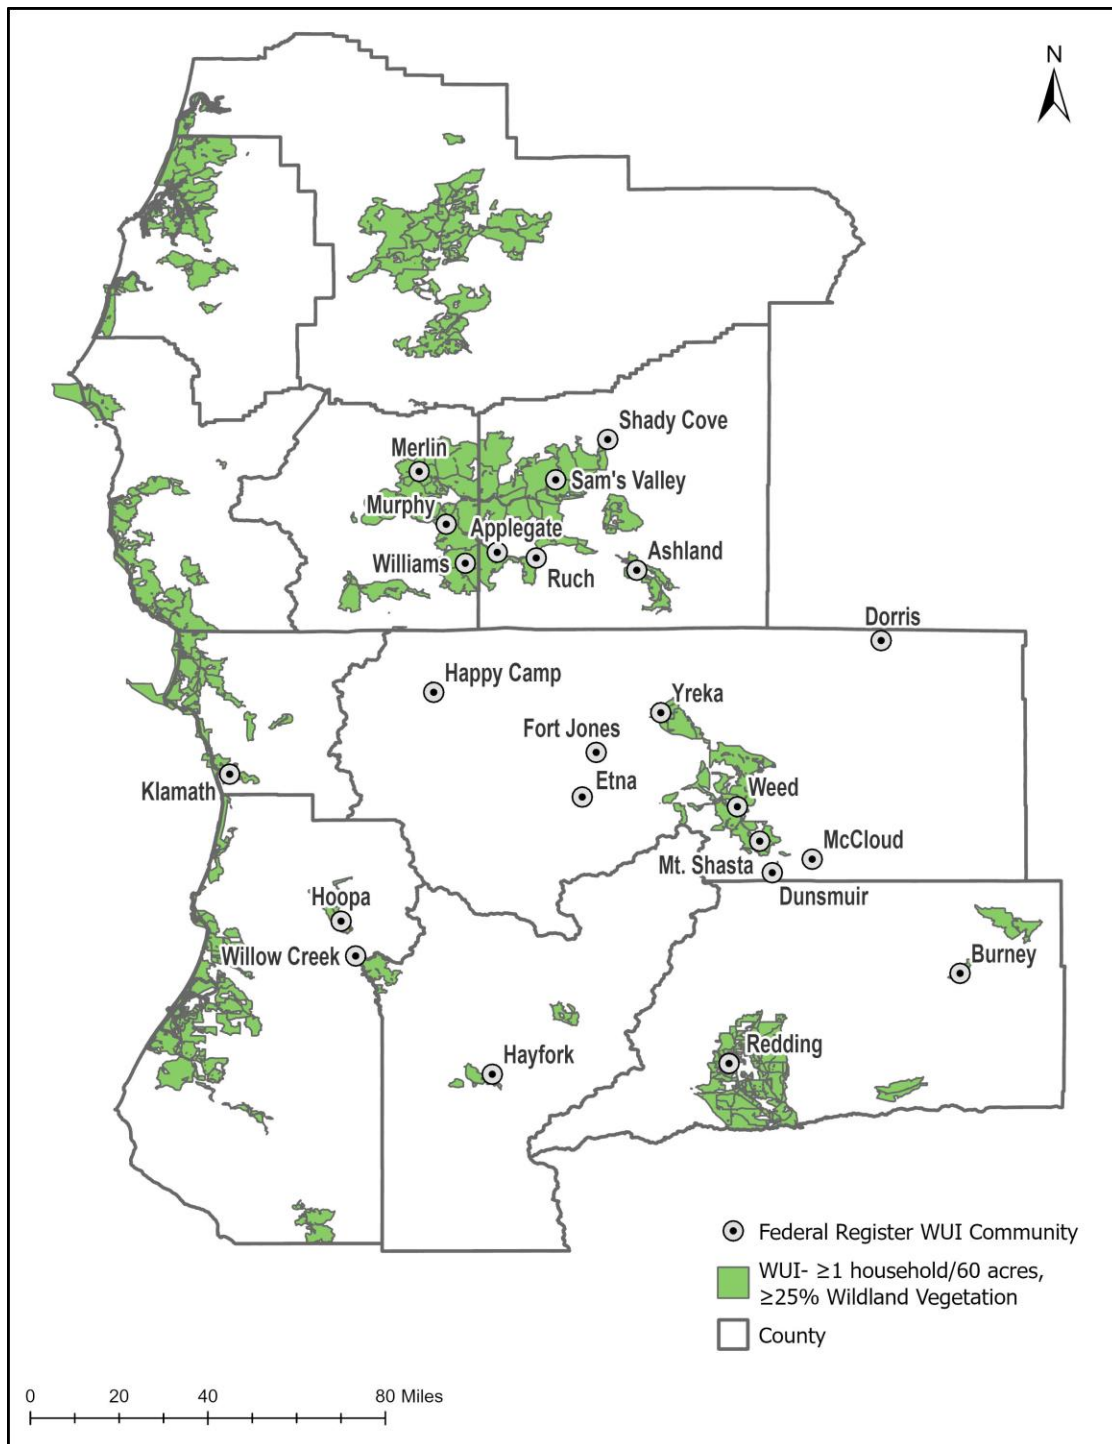 N
Shady Cove
Merlin
Sam's Valley
Murphy
Applegate
Williams
Ruch
Ashland
Dorris
Happy Camp
Yreka
Fort Jones
Etna
Klamath
Weed
McCloud
Mt. Shasta
Dunsmuir
Hoopa
Willow Creek
Burney
Redding
Hayfork
Federal Register WUI Community
WUI- ≥1 household/60 acres,
≥25% Wildland Vegetation
County
0 20 40 80 Miles